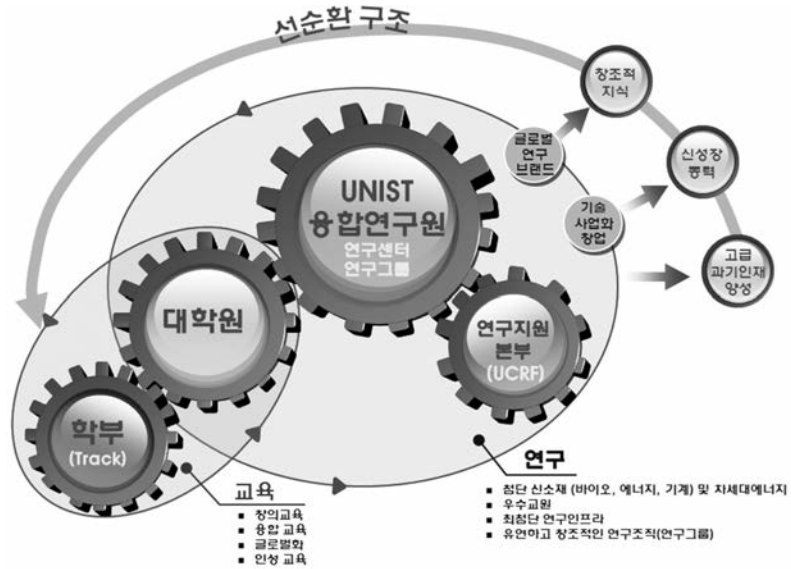 선순환 구조
창조적
지식
글로벌
연구
브랜드
신성장
동력
기술
사업화
창업
고급
과기인재
양성
UNIST
융합연구원
연구센터
연구그룹
대학원
연구지원
본부
(UCRF)
학부
(Track)
교육
▪ 창의교육
▪ 융합 교육
▪ 글로벌화
▪ 인성 교육
연구
▪ 첨단 신소재 (바이오, 에너지, 기계) 및 차세대에너지
▪ 우수교원
▪ 최첨단 연구인프라
▪ 유연하고 창조적인 연구조직(연구그룹)